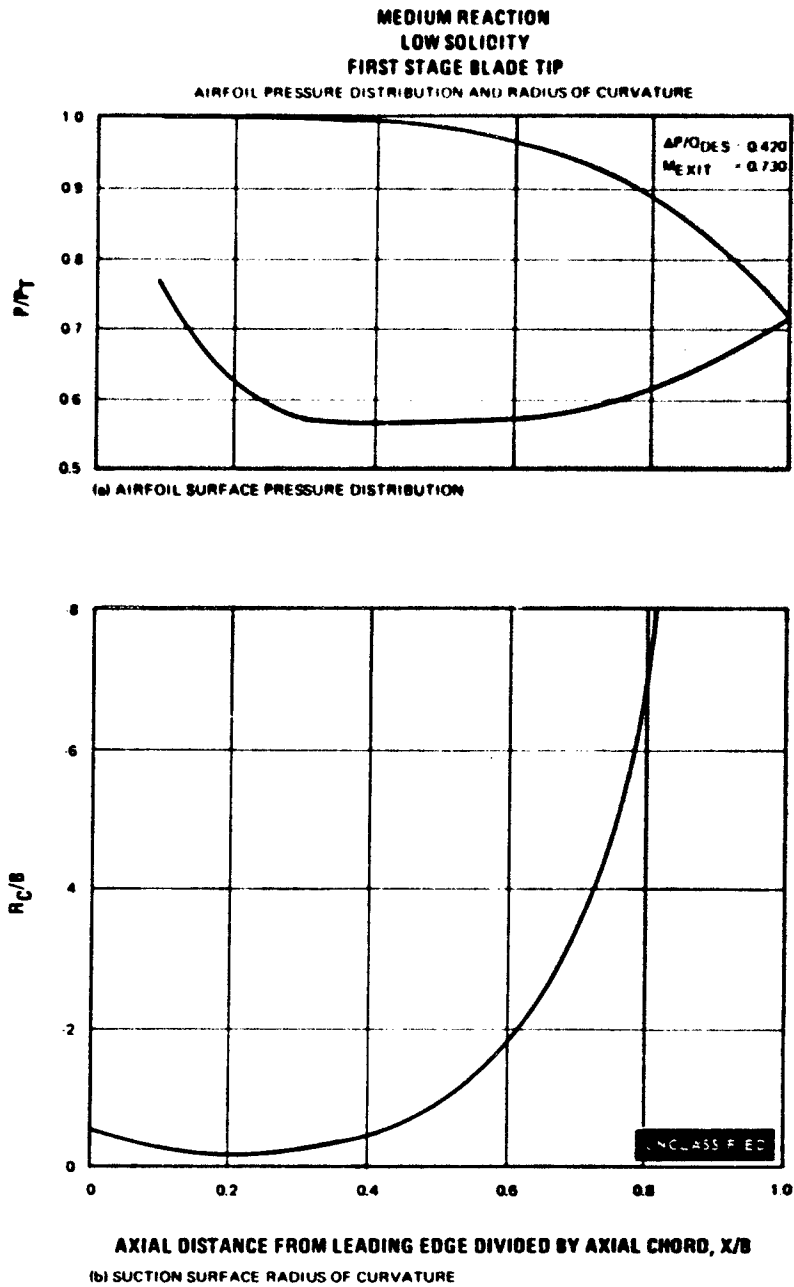 MEDIUM REACTION
LOW SOLIDITY
FIRST STAGE BLADE TIP
AIRFOIL PRESSURE DISTRIBUTION AND RADIUS OF CURVATURE
ΔP/Q DES - 0.420
M EXIT - 0.730
1 0
0 9
0 8
0 7
0 6
0.5
P/PT
(a) AIRFOIL SURFACE PRESSURE DISTRIBUTION
8
6
4
2
0
RC/B
UNCLASSIFIED
0
0.2
0.4
0.6
0.8
1.0
AXIAL DISTANCE FROM LEADING EDGE DIVIDED BY AXIAL CHORD, X/B
(b) SUCTION SURFACE RADIUS OF CURVATURE